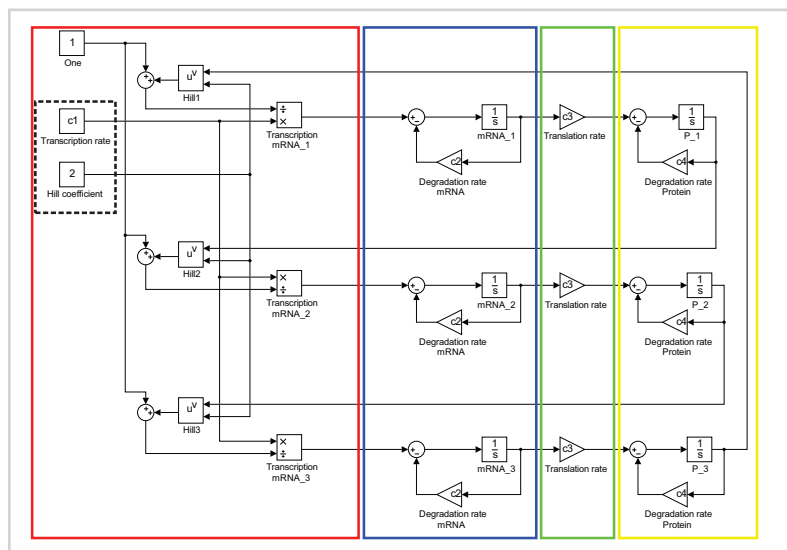 1
One
+
+
u^v
Hill1
÷
×
Transcription
mRNA_1
c1
Transcription rate
2
Hill coefficient
+
−
1
s
mRNA_1
c2
Degradation rate
mRNA
c3
Translation rate
+
−
1
s
P_1
c4
Degradation rate
Protein
+
+
u^v
Hill2
×
÷
Transcription
mRNA_2
+
−
1
s
mRNA_2
c2
Degradation rate
mRNA
c3
Translation rate
+
−
1
s
P_2
c4
Degradation rate
Protein
+
+
u^v
Hill3
×
÷
Transcription
mRNA_3
+
−
1
s
mRNA_3
c2
Degradation rate
mRNA
c3
Translation rate
+
−
1
s
P_3
c4
Degradation rate
Protein